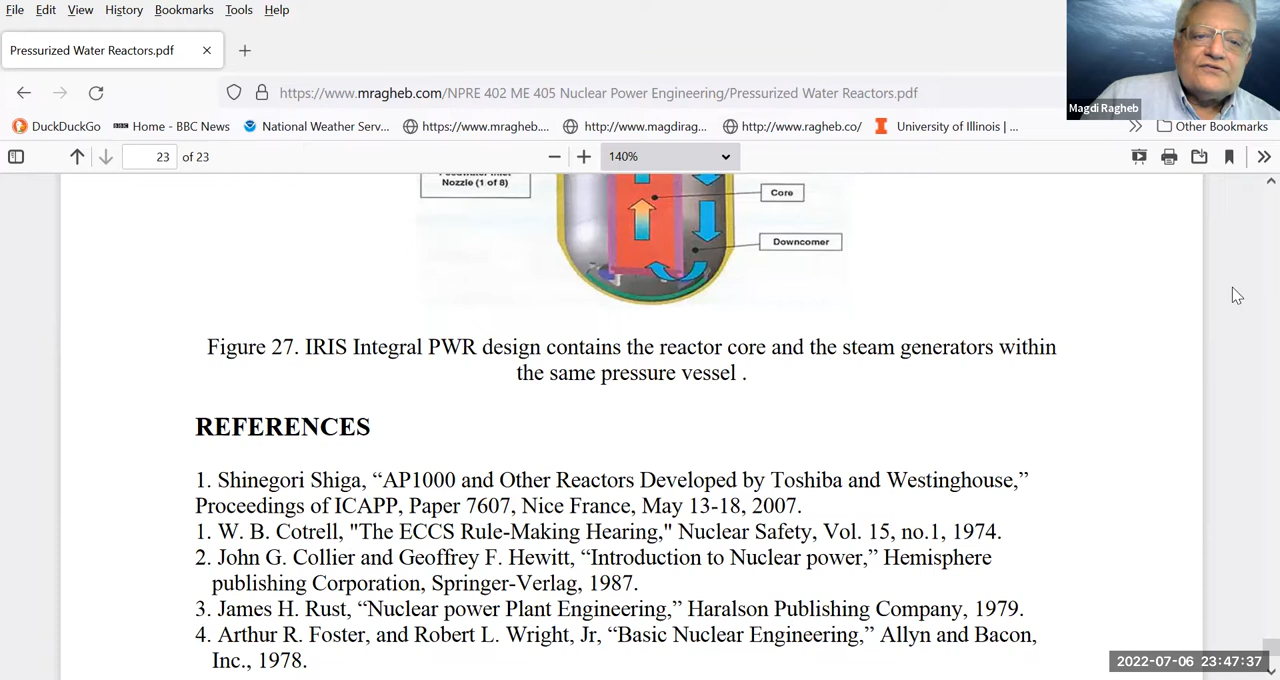 File Edit View History Bookmarks Tools Help
Pressurized Water Reactors.pdf
https://www.mragheb.com/NPRE 402 ME 405 Nuclear Power Engineering/Pressurized Water Reactors.pdf
Magdi Ragheb
DuckDuckGo Home - BBC News National Weather Serv... https://www.mragheb.... http://www.magdirag... http://www.ragheb.co/ University of Illinois |... Other Bookmarks
23 of 23 140%
Nozzle (1 of 8)
Core
Downcomer
Figure 27. IRIS Integral PWR design contains the reactor core and the steam generators within
the same pressure vessel .
REFERENCES
1. Shinegori Shiga, “AP1000 and Other Reactors Developed by Toshiba and Westinghouse,”
Proceedings of ICAPP, Paper 7607, Nice France, May 13-18, 2007.
1. W. B. Cotrell, "The ECCS Rule-Making Hearing," Nuclear Safety, Vol. 15, no.1, 1974.
2. John G. Collier and Geoffrey F. Hewitt, “Introduction to Nuclear power,” Hemisphere
publishing Corporation, Springer-Verlag, 1987.
3. James H. Rust, “Nuclear power Plant Engineering,” Haralson Publishing Company, 1979.
4. Arthur R. Foster, and Robert L. Wright, Jr, “Basic Nuclear Engineering,” Allyn and Bacon,
Inc., 1978.
2022-07-06 23:47:37